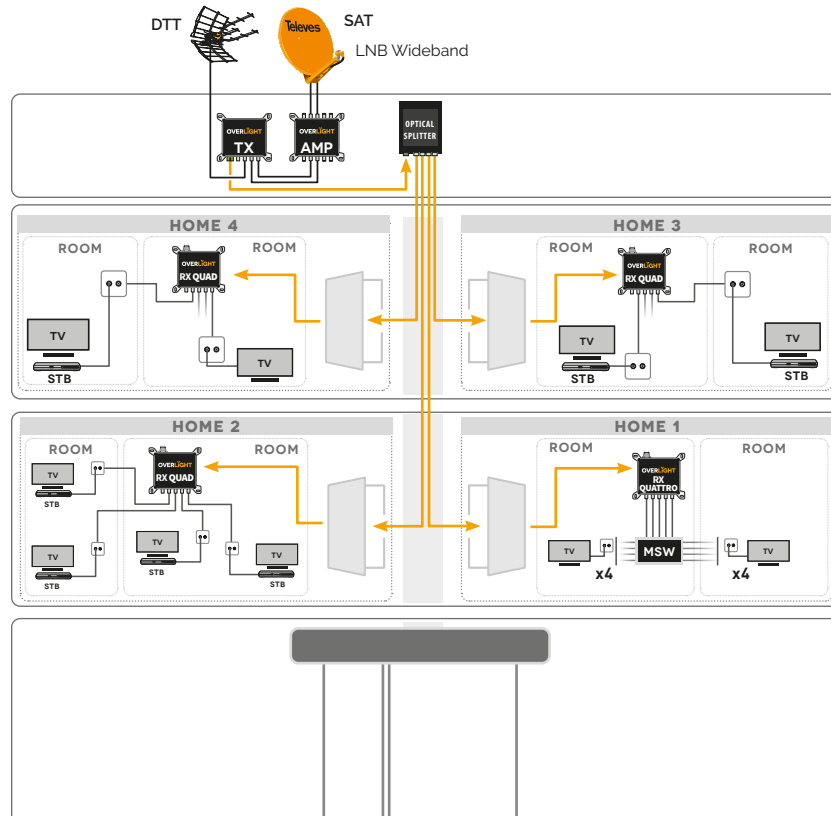 DTT
SAT
Televes
LNB Wideband
OVERLIGHT
TX
OVERLIGHT
AMP
OPTICAL
SPLITTER
HOME 4
ROOM
ROOM
OVERLIGHT
RX QUAD
TV
STB
TV
HOME 3
ROOM
ROOM
OVERLIGHT
RX QUAD
TV
STB
TV
STB
HOME 2
ROOM
ROOM
OVERLIGHT
RX QUAD
TV
STB
TV
STB
TV
STB
TV
STB
HOME 1
ROOM
ROOM
OVERLIGHT
RX
QUATTRO
TV
x4
MSW
TV
x4